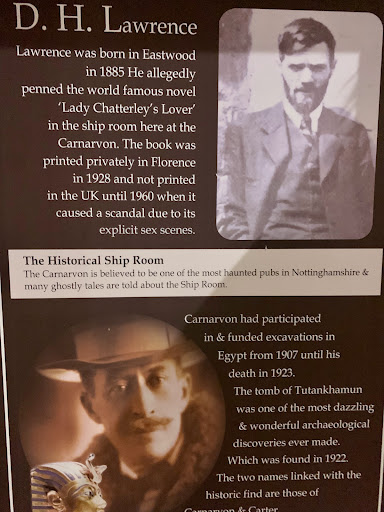 D. H. Lawrence
Lawrence was born in Eastwood
in 1885 He allegedly
penned the world famous novel
‘Lady Chatterley’s Lover’
in the ship room here at the
Carnarvon. The book was
printed privately in Florence
in 1928 and not printed
in the UK until 1960 when it
caused a scandal due to its
explicit sex scenes.
The Historical Ship Room
The Carnarvon is believed to be one of the most haunted pubs in Nottinghamshire &
many ghostly tales are told about the Ship Room.
Carnarvon had participated
in & funded excavations in
Egypt from 1907 until his
death in 1923.
The tomb of Tutankhamun
was one of the most dazzling
& wonderful archaeological
discoveries ever made.
Which was found in 1922.
The two names linked with the
historic find are those of
Carnarvon & Carter